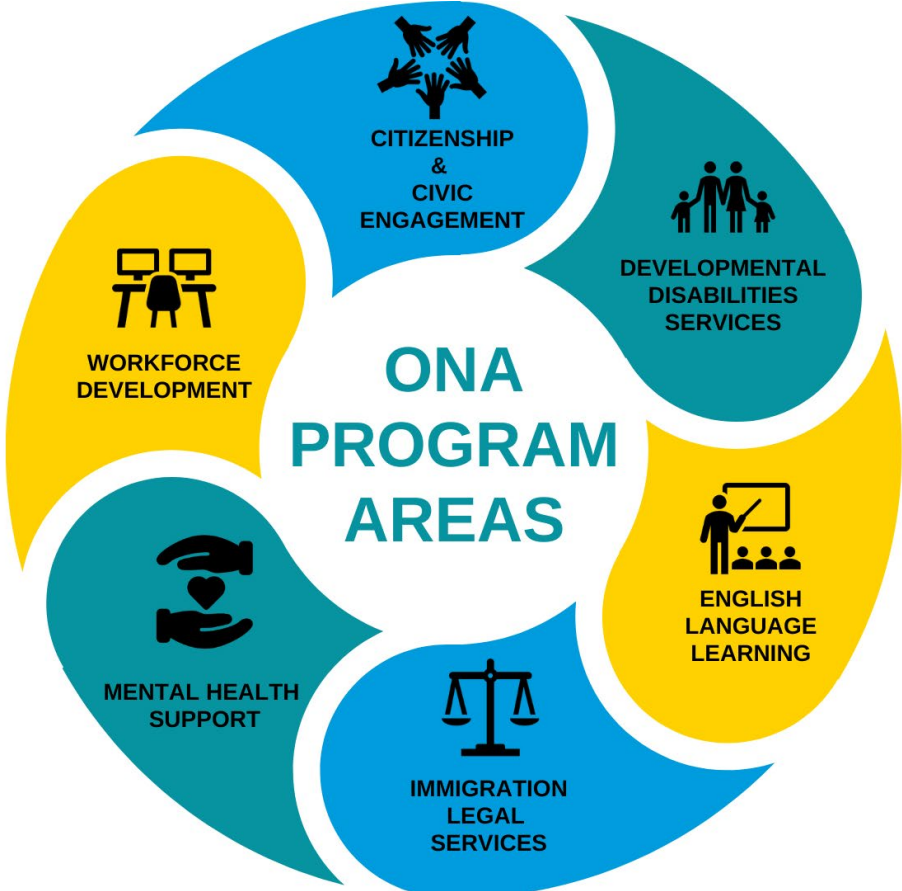 ONA
PROGRAM
AREAS
CITIZENSHIP
&
CIVIC
ENGAGEMENT
DEVELOPMENTAL
DISABILITIES
SERVICES
ENGLISH
LANGUAGE
LEARNING
IMMIGRATION
LEGAL
SERVICES
MENTAL HEALTH
SUPPORT
WORKFORCE
DEVELOPMENT